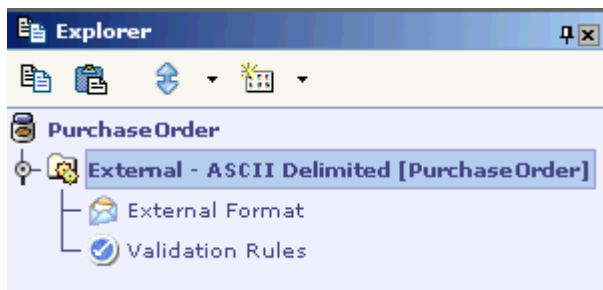 Explorer
PurchaseOrder
External - ASCII Delimited [PurchaseOrder]
External Format
Validation Rules